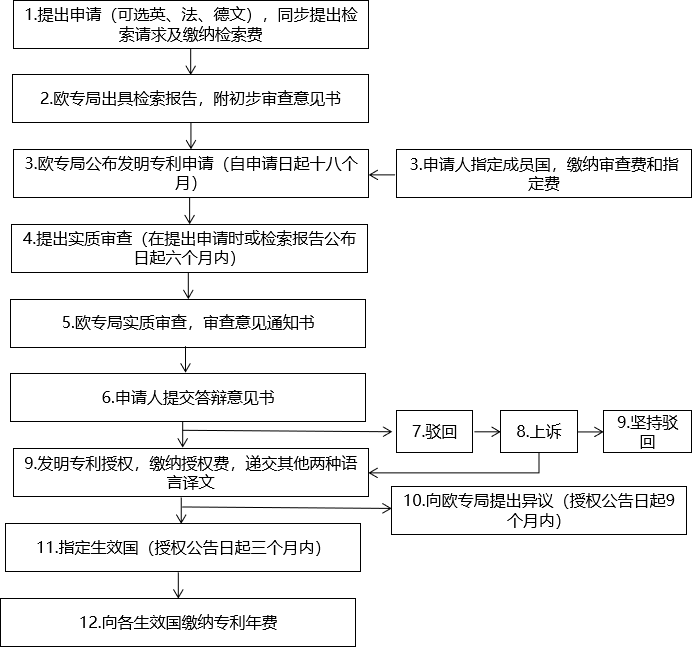 1.提出申请（可选英、法、德文），同步提出检
索请求及缴纳检索费
2.欧专局出具检索报告，附初步审查意见书
3.欧专局公布发明专利申请（自申请日起十八个
月）
3.申请人指定成员国，缴纳审查费和指
定费
4.提出实质审查（在提出申请时或检索报告公布
日起六个月内）
5.欧专局实质审查，审查意见通知书
6.申请人提交答辩意见书
7.驳回
8.上诉
9.坚持驳
回
9.发明专利授权，缴纳授权费，递交其他两种语
言译文
10.向欧专局提出异议（授权公告日起9
个月内）
11.指定生效国（授权公告日起三个月内）
12.向各生效国缴纳专利年费